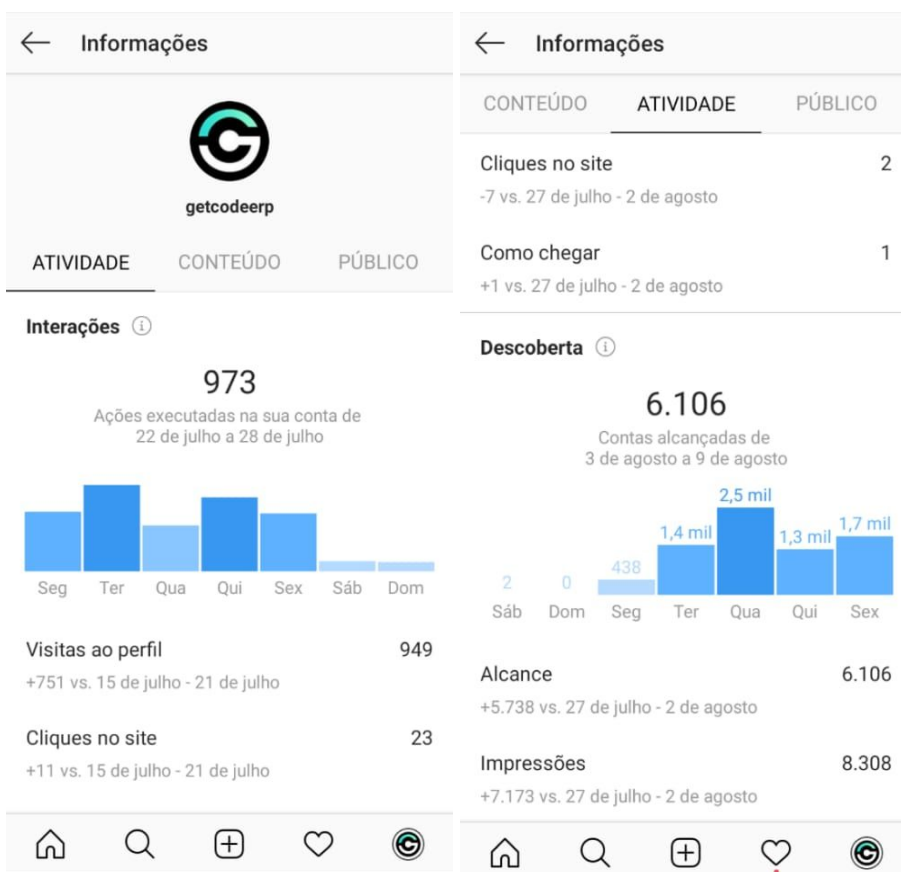 Informações
getcodeerp
ATIVIDADE CONTEÚDO PÚBLICO
Interações
973
Ações executadas na sua conta de
22 de julho a 28 de julho
Seg Ter Qua Qui Sex Sáb Dom
Visitas ao perfil 949
+751 vs. 15 de julho - 21 de julho
Cliques no site 23
+11 vs. 15 de julho - 21 de julho
Informações
CONTEÚDO ATIVIDADE PÚBLICO
Cliques no site 2
-7 vs. 27 de julho - 2 de agosto
Como chegar 1
+1 vs. 27 de julho - 2 de agosto
Descoberta
6.106
Contas alcançadas de
3 de agosto a 9 de agosto
2 0 438 1,4 mil 2,5 mil 1,3 mil 1,7 mil
Sáb Dom Seg Ter Qua Qui Sex
Alcance 6.106
+5.738 vs. 27 de julho - 2 de agosto
Impressões 8.308
+7.173 vs. 27 de julho - 2 de agosto